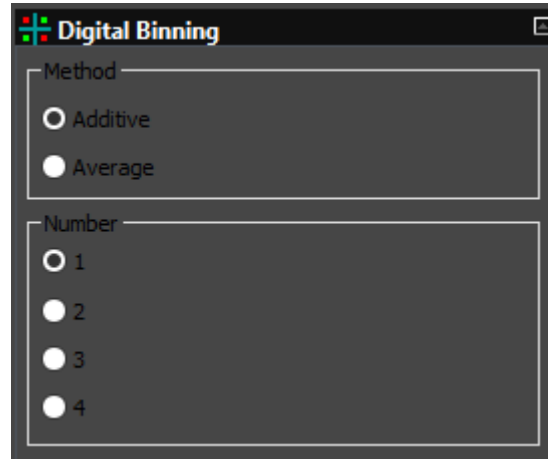 Digital Binning
Method
Additive
Average
Number
1
2
3
4